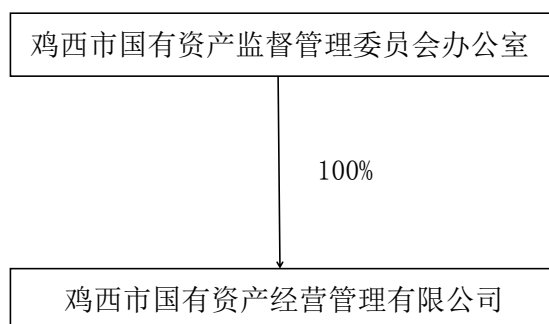 鸡西市国有资产监督管理委员会办公室
100%
鸡西市国有资产经营管理有限公司